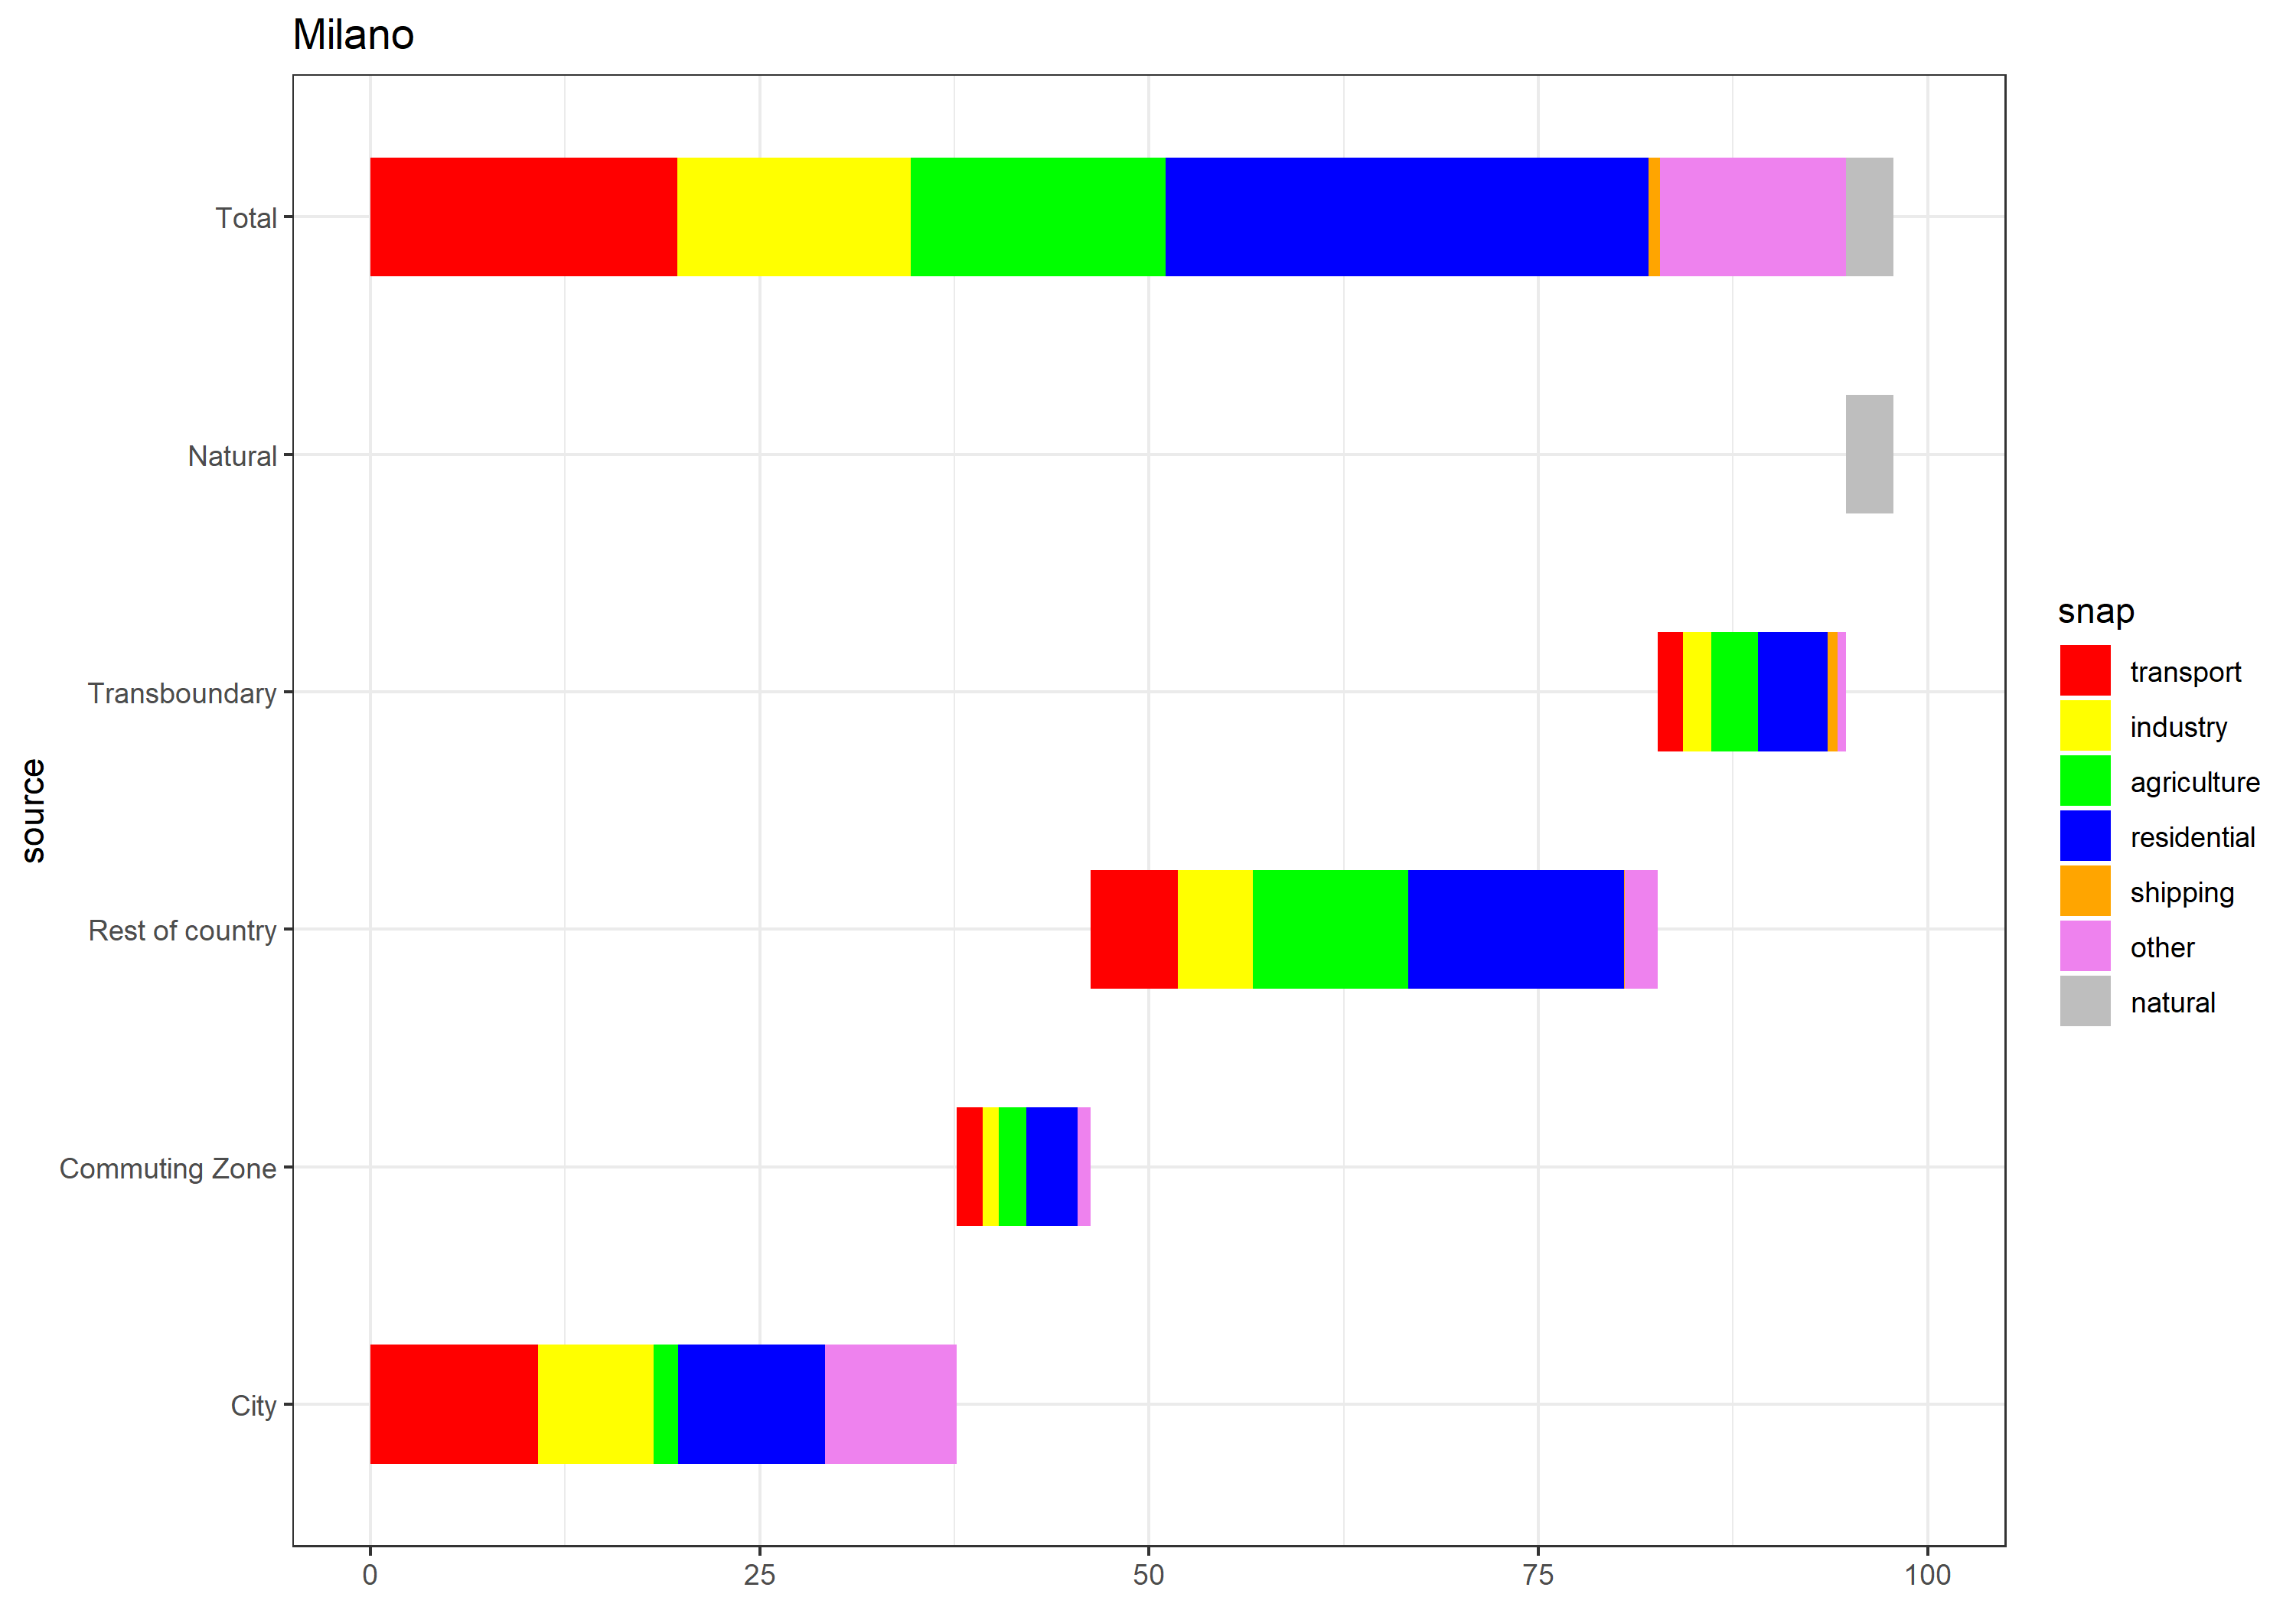 Milano
Total
Natural
Transboundary
Rest of country
Commuting Zone
City
source
0 25 50 75 100
snap
transport
industry
agriculture
residential
shipping
other
natural